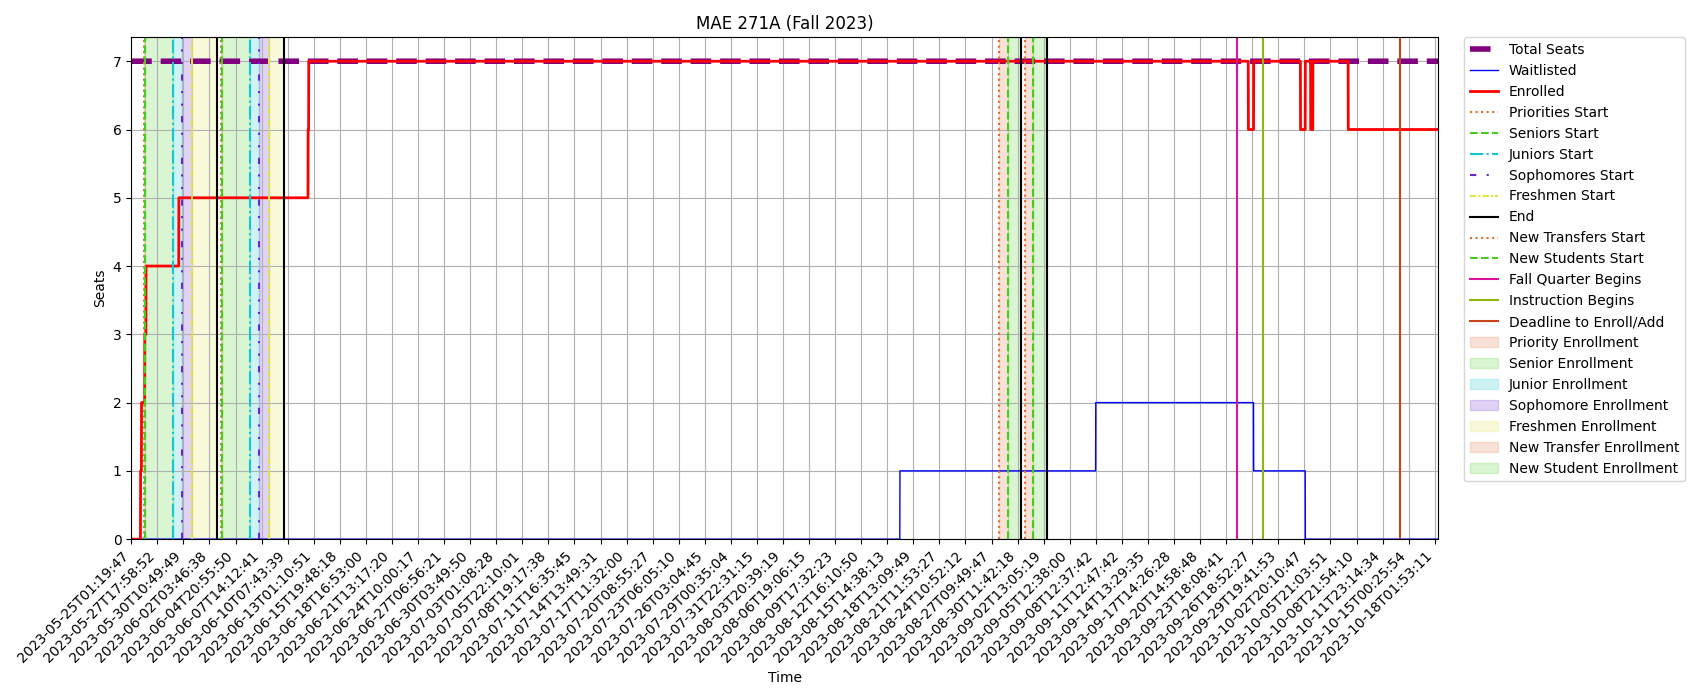 MAE 271A (Fall 2023)
Seats
7
6
5
4
3
2
1
0
2023-05-25T01:19:47
2023-05-27T17:58:52
2023-05-30T10:49:49
2023-06-02T03:46:38
2023-06-04T20:55:50
2023-06-07T14:12:41
2023-06-10T07:43:39
2023-06-13T01:10:51
2023-06-15T19:48:18
2023-06-18T16:53:00
2023-06-21T13:17:20
2023-06-24T10:00:17
2023-06-27T06:56:21
2023-06-30T03:49:50
2023-07-03T01:08:28
2023-07-05T22:10:01
2023-07-08T19:17:38
2023-07-11T16:35:45
2023-07-14T13:49:31
2023-07-17T11:32:00
2023-07-20T08:55:27
2023-07-23T06:05:10
2023-07-26T03:04:45
2023-07-29T00:35:04
2023-07-31T22:31:15
2023-08-03T20:39:19
2023-08-06T19:06:15
2023-08-09T17:32:23
2023-08-12T16:10:50
2023-08-15T14:38:13
2023-08-18T13:09:49
2023-08-21T11:53:27
2023-08-24T10:52:12
2023-08-27T09:49:47
2023-08-30T11:42:18
2023-09-02T13:05:19
2023-09-05T12:38:00
2023-09-08T12:37:42
2023-09-11T12:47:42
2023-09-14T13:29:35
2023-09-17T14:26:28
2023-09-20T14:58:48
2023-09-23T18:08:41
2023-09-26T18:52:27
2023-09-29T19:41:53
2023-10-02T20:10:47
2023-10-05T21:03:51
2023-10-08T21:54:10
2023-10-11T23:14:34
2023-10-15T00:25:54
2023-10-18T01:53:11
Time
Total Seats
Waitlisted
Enrolled
Priorities Start
Seniors Start
Juniors Start
Sophomores Start
Freshmen Start
End
New Transfers Start
New Students Start
Fall Quarter Begins
Instruction Begins
Deadline to Enroll/Add
Priority Enrollment
Senior Enrollment
Junior Enrollment
Sophomore Enrollment
Freshmen Enrollment
New Transfer Enrollment
New Student Enrollment